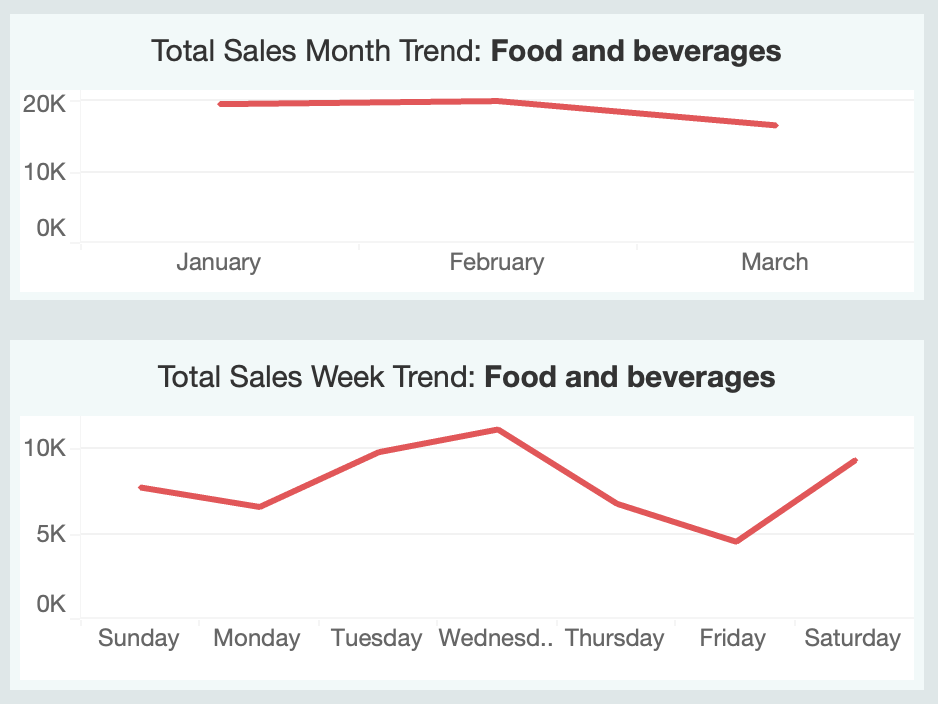 Total Sales Month Trend: Food and beverages
20K
10K
0K
January February March
Total Sales Week Trend: Food and beverages
10K
5K
0K
Sunday Monday Tuesday Wednesd.. Thursday Friday Saturday